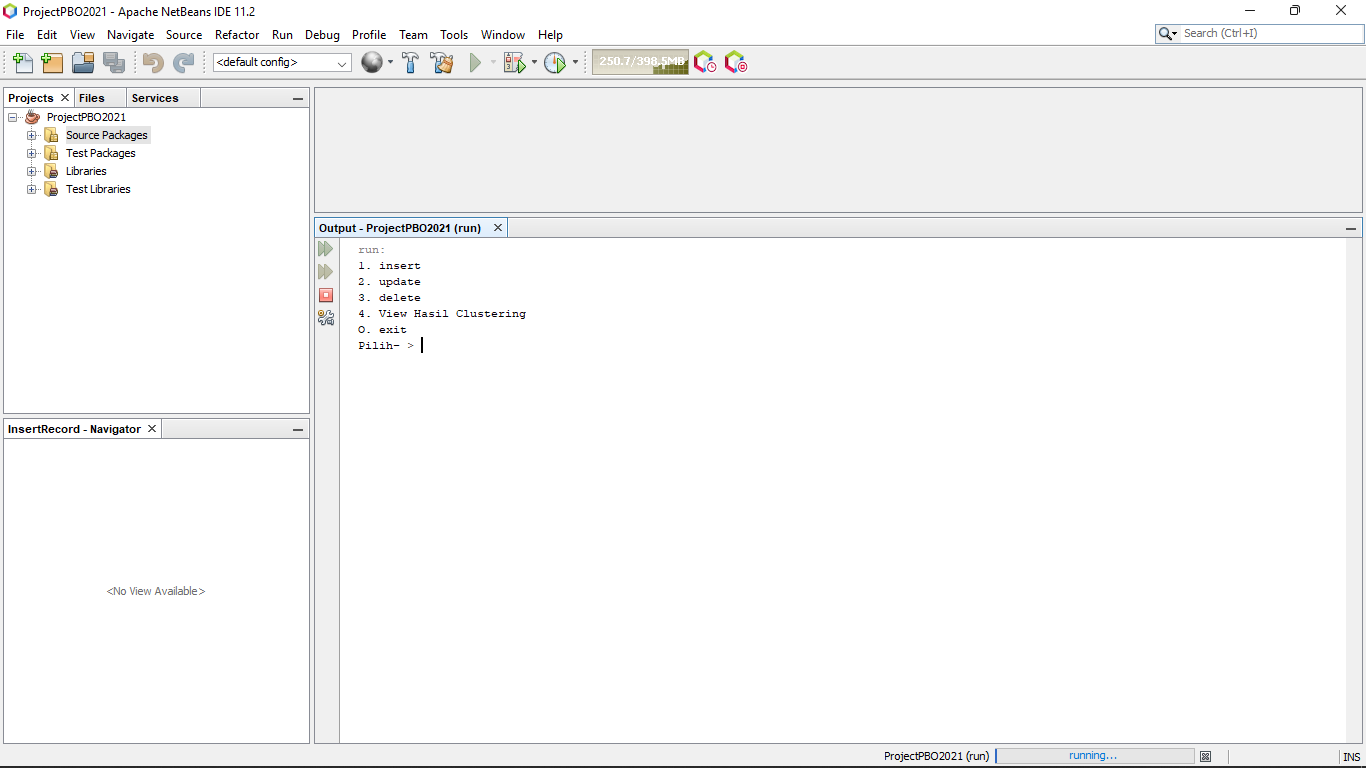 ProjectPBO2021 - Apache NetBeans IDE 11.2
File Edit View Navigate Source Refactor Run Debug Profile Team Tools Window Help
Search (Ctrl+I)
<default config>
250.7/398.5MB
Projects Files Services
ProjectPBO2021
Source Packages
Test Packages
Libraries
Test Libraries
Output - ProjectPBO2021 (run)
run:
1. insert
2. update
3. delete
4. View Hasil Clustering
O. exit
Pilih- >
InsertRecord - Navigator
<No View Available>
ProjectPBO2021 (run)
running...
INS